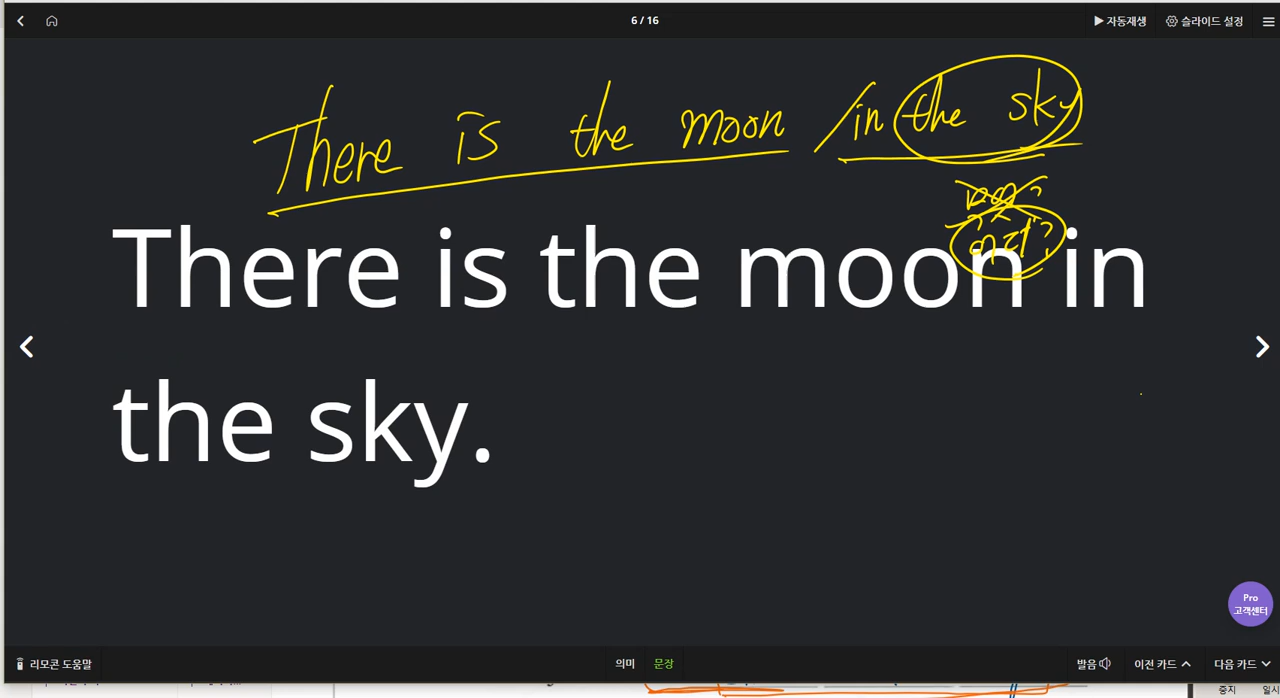 6 / 16
자동재생
슬라이드 설정
There is the moon / in the sky
There is the moon in
the sky.
Pro
고객센터
리모콘 도움말
의미
문장
발음
이전 카드
다음 카드
중지